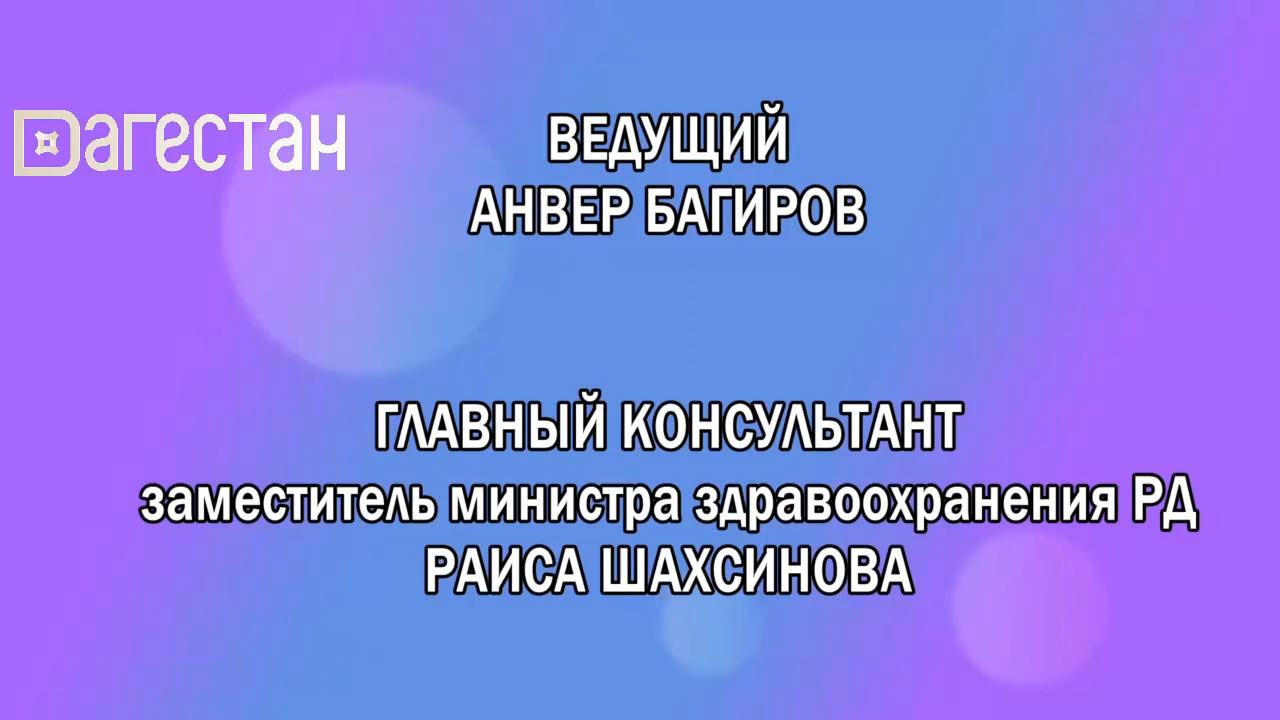 Дагестан
ВЕДУЩИЙ
АНВЕР БАГИРОВ
ГЛАВНЫЙ КОНСУЛЬТАНТ
заместитель министра здравоохранения РД
РАИСА ШАХСИНОВА